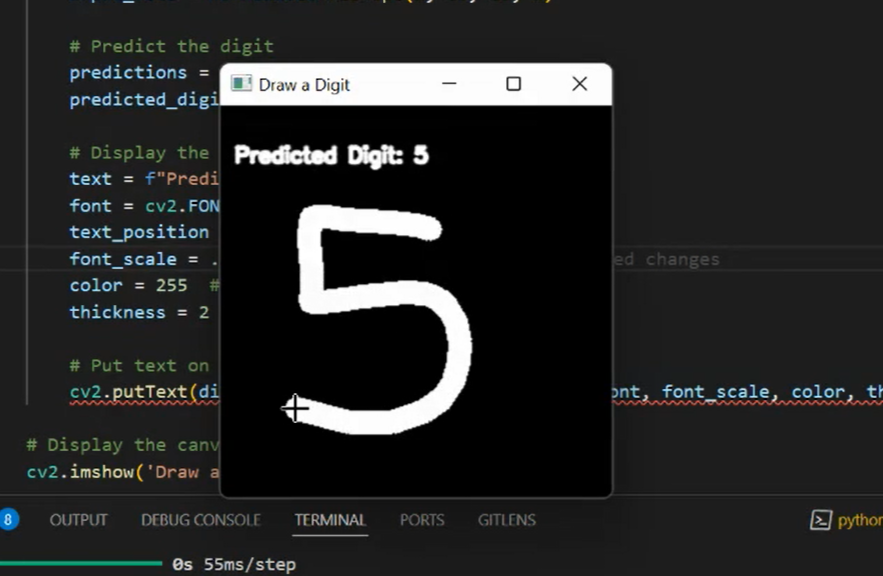 # Predict the digit
predictions =
Draw a Digit
predicted_digi
Predicted Digit: 5
# Display the
text = f"Predi
5
font = cv2.FON
text_position
font_scale = . ed changes
color = 255 #
thickness = 2
# Put text on
cv2.putText(di ont, font_scale, color, th
# Display the canv
cv2.imshow('Draw a
8 OUTPUT DEBUG CONSOLE TERMINAL PORTS GITLENS python
0s 55ms/step